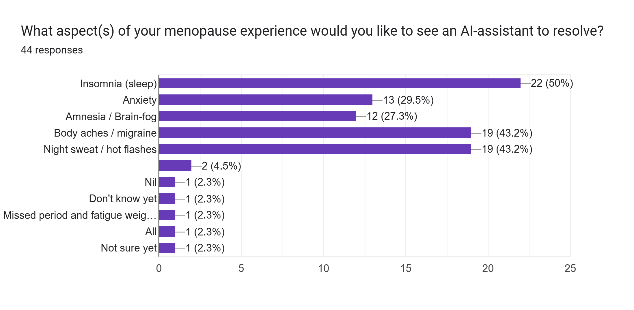 What aspect(s) of your menopause experience would you like to see an AI-assistant to resolve?
44 responses
Insomnia (sleep) 22 (50%)
Anxiety 13 (29.5%)
Amnesia / Brain-fog 12 (27.3%)
Body aches / migraine 19 (43.2%)
Night sweat / hot flashes 19 (43.2%)
2 (4.5%)
Nil 1 (2.3%)
Don't know yet 1 (2.3%)
Missed period and fatigue weig… 1 (2.3%)
All 1 (2.3%)
Not sure yet 1 (2.3%)
0 5 10 15 20 25